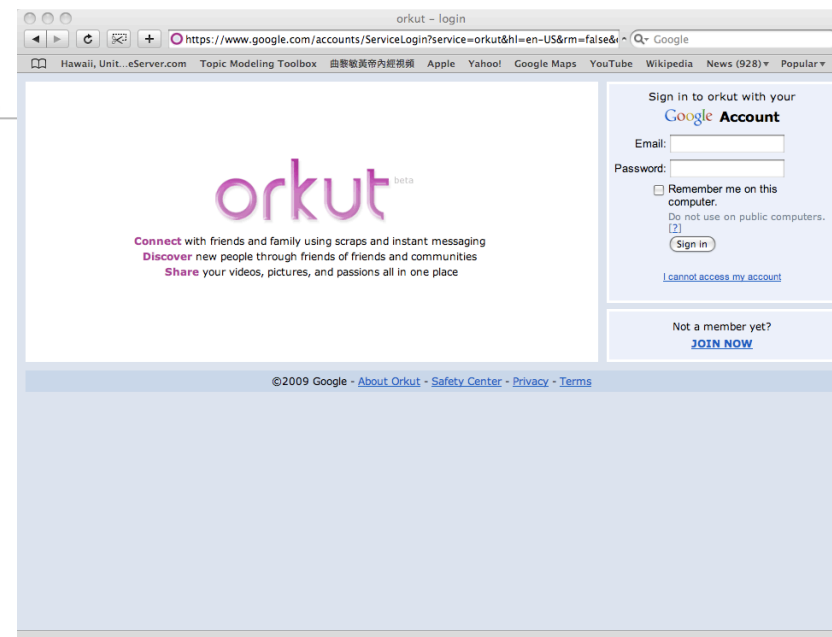 orkut – login
https://www.google.com/accounts/ServiceLogin?service=orkut&hl=en-US&rm=false&
Google
Hawaii, Unit...eServer.com Topic Modeling Toolbox 曲黎敏黃帝內經視頻 Apple Yahoo! Google Maps YouTube Wikipedia News (928) Popular
orkut beta
Connect with friends and family using scraps and instant messaging
Discover new people through friends of friends and communities
Share your videos, pictures, and passions all in one place
Sign in to orkut with your
Google Account
Email:
Password:
Remember me on this
computer.
Do not use on public computers.
[?]
Sign in
I cannot access my account
Not a member yet?
JOIN NOW
©2009 Google - About Orkut - Safety Center - Privacy - Terms